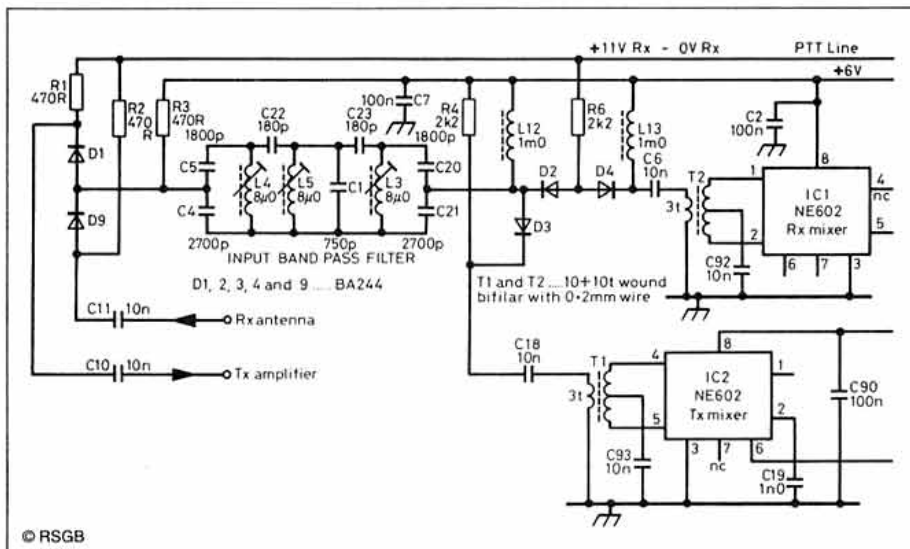 +11V Rx - 0V Rx
PTT Line
+6V
R1
470R
R2
470
R
R3
470R
1800p
C22
180p
100n
C7
C23
180p
R4
2k2
1800p
L12
1m0
R6
2k2
L13
1m0
C6
10n
C2
100n
D1
C5
L4
8µ0
L5
8µ0
C1
L3
8µ0
C20
D2
D4
T2
1
8
IC1
NE602
Rx mixer
4
nc
5
D9
C4
C21
D3
3t
2
2700p
750p
2700p
INPUT BAND PASS FILTER
C92
10n
6
7
3
D1, 2, 3, 4 and 9 .... BA244
T1 and T2 .... 10+10t wound
bifilar with 0·2mm wire
C11
10n
Rx antenna
C10
10n
Tx amplifier
C18
10n
T1
3t
4
8
IC2
NE602
Tx mixer
1
2
C90
100n
5
3
7
nc
6
C93
10n
C19
1n0
© RSGB